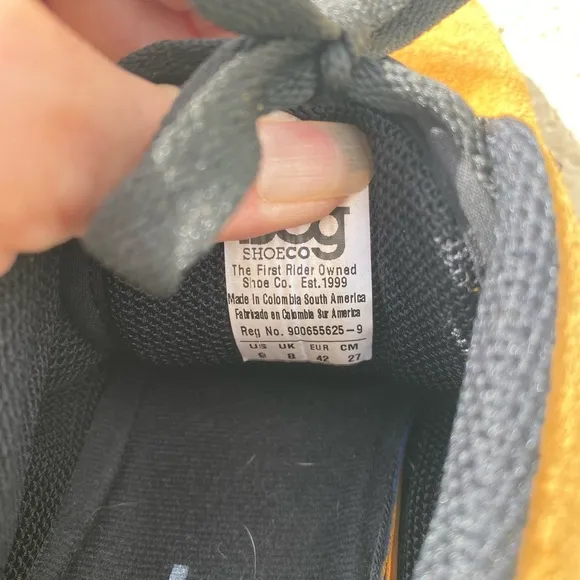 SHOECO
The First Rider Owned
Shoe Co. Est.1999
Made in Colombia South America
Fabricado en Colombia Sur America
Reg No. 900655625-9
US UK EUR CM
9 8 42 27